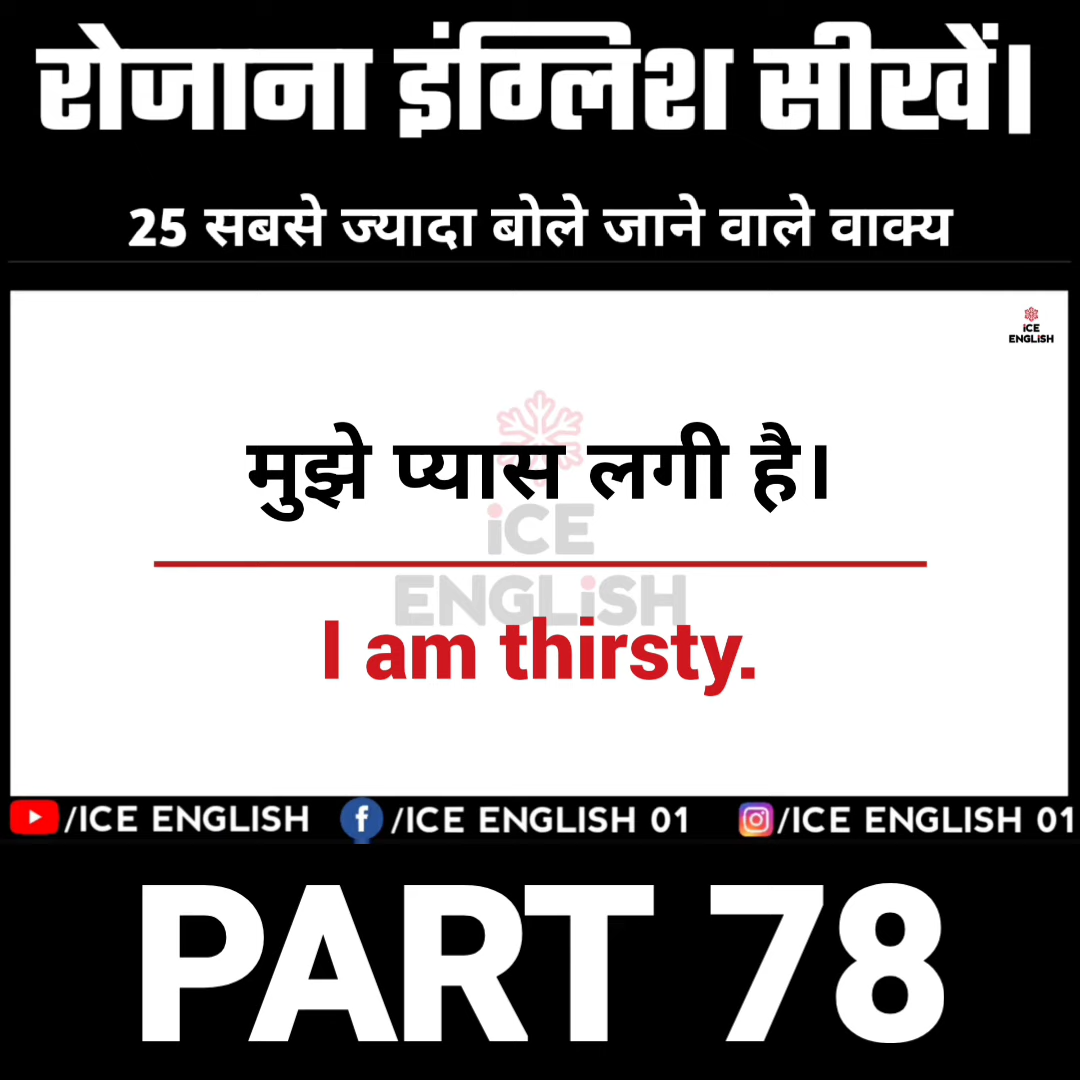 रोजाना इंग्लिश सीखें।
25 सबसे ज्यादा बोले जाने वाले वाक्य
iCE
ENGLiSH
मुझे प्यास लगी है।
iCE
ENGLiSH
I am thirsty.
/ICE ENGLISH /ICE ENGLISH 01 /ICE ENGLISH 01
PART 78